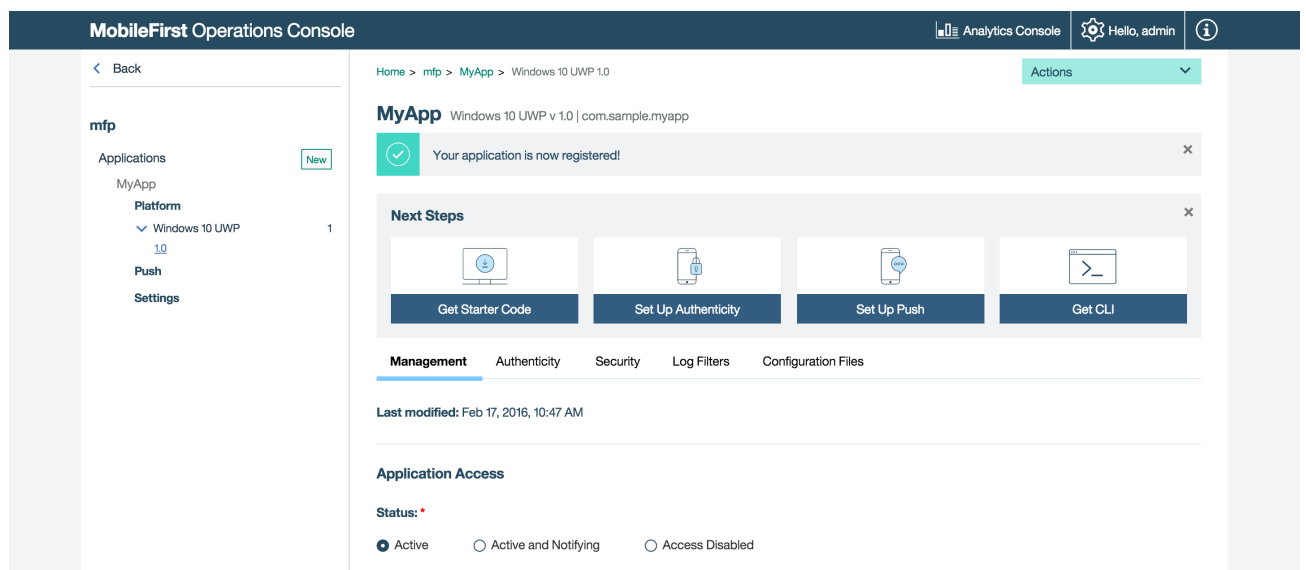 MobileFirst Operations Console
Analytics Console
Hello, admin
Back
mfp
Applications
New
MyApp
Platform
Windows 10 UWP 1
1.0
Push
Settings
Home > mfp > MyApp > Windows 10 UWP 1.0
Actions
MyApp Windows 10 UWP v 1.0 | com.sample.myapp
Your application is now registered!
Next Steps
Get Starter Code
Set Up Authenticity
Set Up Push
Get CLI
Management Authenticity Security Log Filters Configuration Files
Last modified: Feb 17, 2016, 10:47 AM
Application Access
Status: *
Active Active and Notifying Access Disabled